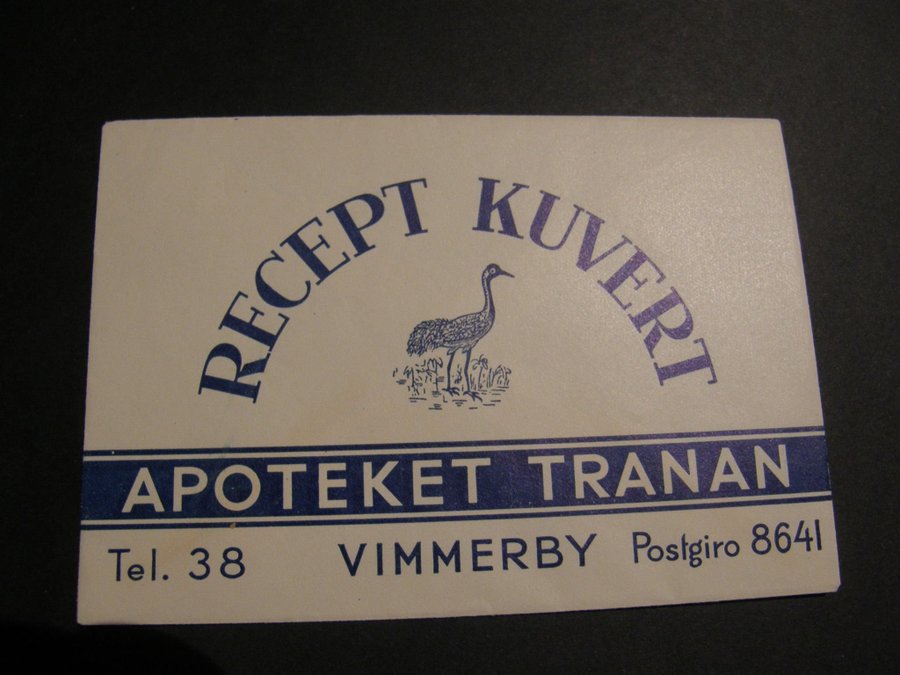 RECEPT KUVERT
APOTEKET TRANAN
Tel. 38 VIMMERBY Postgiro 8641